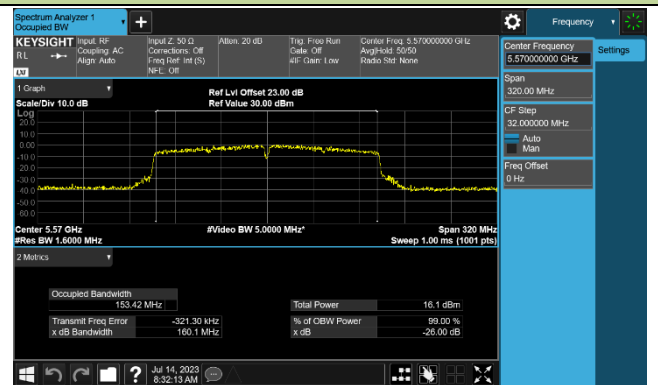 Spectrum Analyzer 1
Occupied BW
Frequency
KEYSIGHT
RL
LXI
Input: RF
Coupling: AC
Align: Auto
Input Z: 50 Ω
Corrections: Off
Freq Ref: Int (S)
NFE: Off
Atten: 20 dB
Trig: Free Run
Gate: Off
#IF Gain: Low
Center Freq: 5.570000000 GHz
Avg|Hold: 50/50
Radio Std: None
Center Frequency
5.570000000 GHz
Settings
Span
320.00 MHz
CF Step
32.000000 MHz
Auto
Man
Freq Offset
0 Hz
1 Graph
Scale/Div 10.0 dB
Ref Lvl Offset 23.00 dB
Ref Value 30.00 dBm
Log
20.0
10.0
0.00
-10.0
-20.0
-30.0
-40.0
-50.0
-60.0
Center 5.57 GHz
#Video BW 5.0000 MHz*
Span 320 MHz
#Res BW 1.6000 MHz
Sweep 1.00 ms (1001 pts)
2 Metrics
Occupied Bandwidth
153.42 MHz
Total Power 16.1 dBm
Transmit Freq Error -321.30 kHz
% of OBW Power 99.00 %
x dB Bandwidth 160.1 MHz
x dB -26.00 dB
Jul 14, 2023
8:32:13 AM